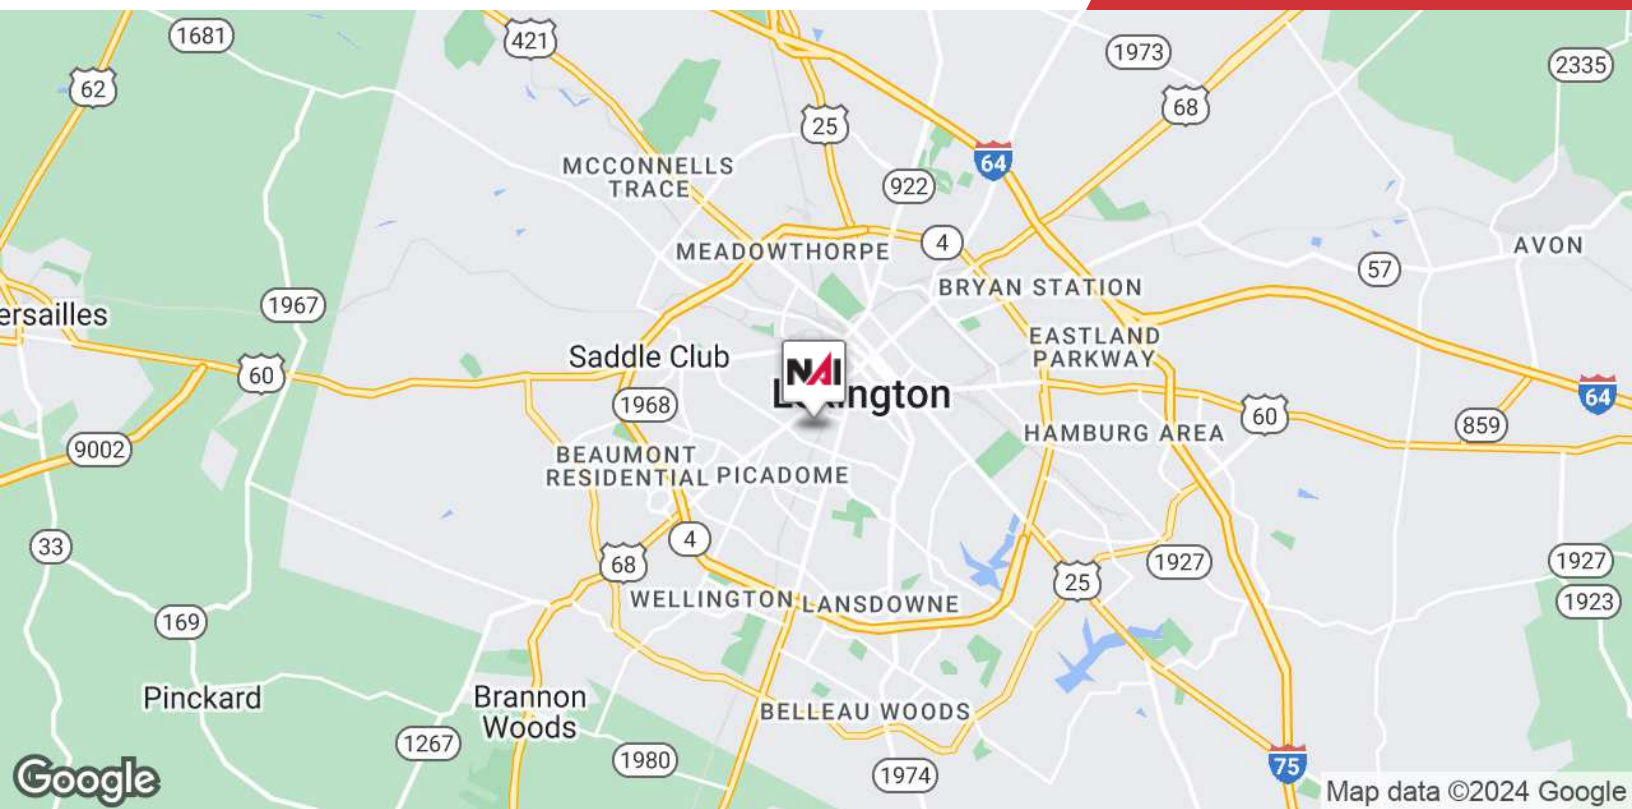 1681
421
1973
2335
62
25
68
64
MCCONNELLS
TRACE
922
4
MEADOWTHORPE
AVON
57
BRYAN STATION
1967
ersailles
EASTLAND
PARKWAY
Saddle Club
60
NAI
L
ington
64
1968
60
859
HAMBURG AREA
9002
BEAUMONT
RESIDENTIAL
PICADOME
33
4
68
1927
1927
25
WELLINGTON
LANSDOWNE
1923
169
Pinckard
Brannon
Woods
BELLEAU WOODS
1267
1980
1974
75
Google
Map data ©2024 Google